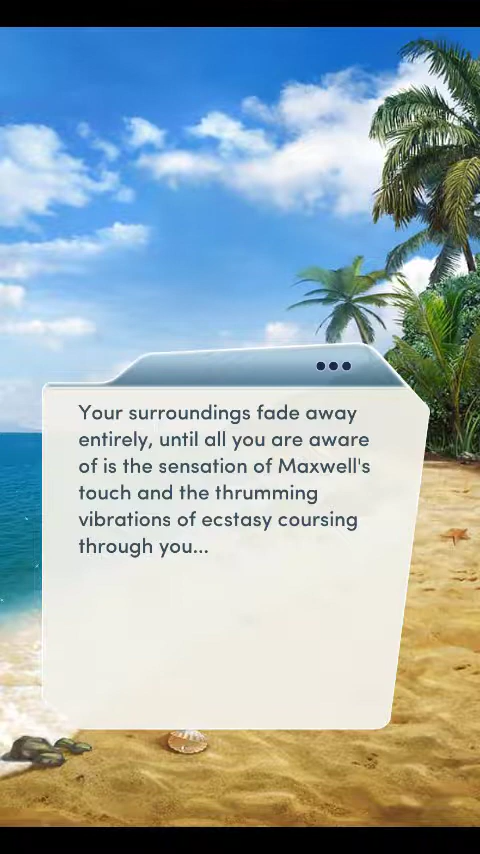 Your surroundings fade away
entirely, until all you are aware
of is the sensation of Maxwell's
touch and the thrumming
vibrations of ecstasy coursing
through you...